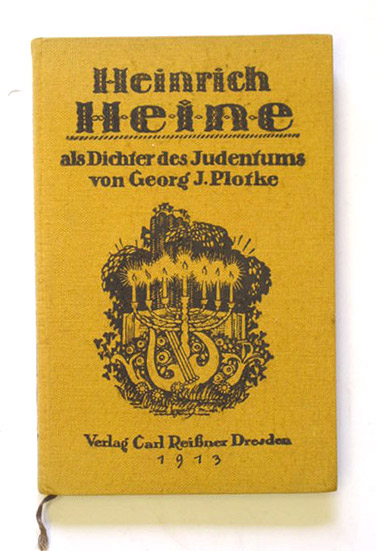 Heinrich
Heine
als Dichter des Judentums
von Georg J. Plotke
Verlag Carl Reißner Dresden
1913